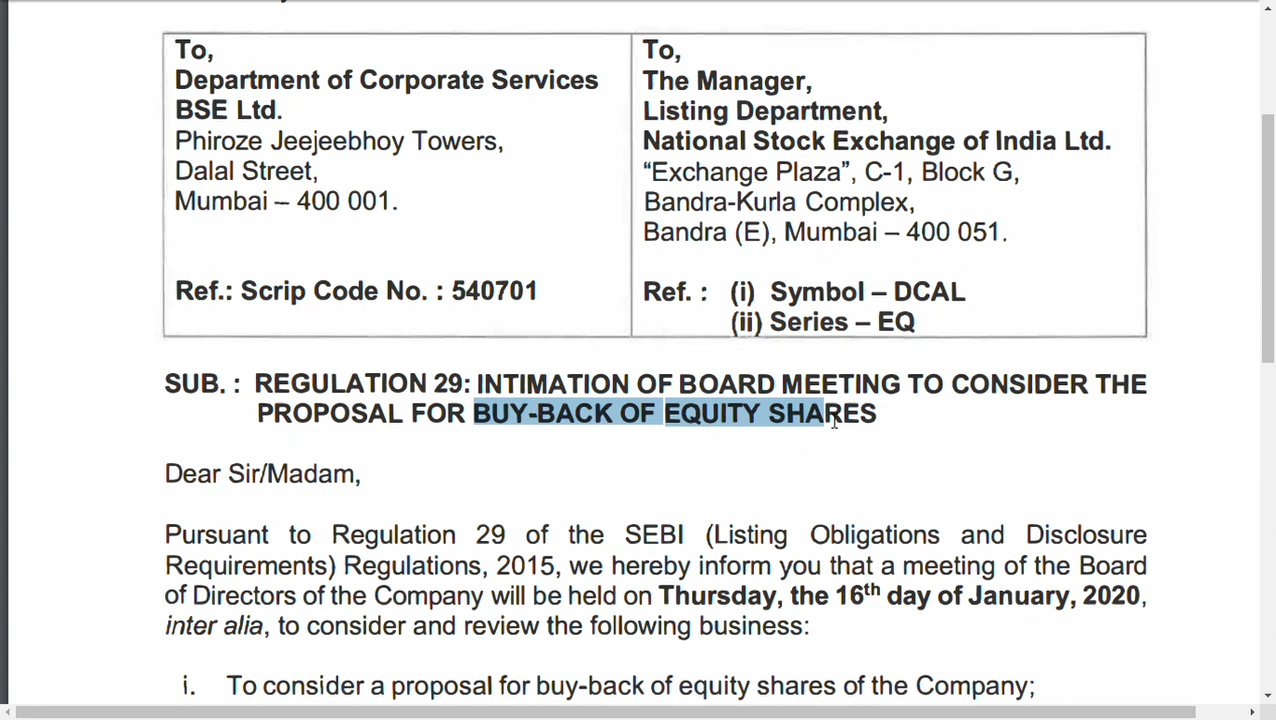 To,
Department of Corporate Services
BSE Ltd.
Phiroze Jeejeebhoy Towers,
Dalal Street,
Mumbai – 400 001.
Ref.: Scrip Code No. : 540701
To,
The Manager,
Listing Department,
National Stock Exchange of India Ltd.
“Exchange Plaza”, C-1, Block G,
Bandra-Kurla Complex,
Bandra (E), Mumbai – 400 051.
Ref. : (i) Symbol – DCAL
(ii) Series – EQ
SUB. : REGULATION 29: INTIMATION OF BOARD MEETING TO CONSIDER THE
PROPOSAL FOR BUY-BACK OF EQUITY SHARES
Dear Sir/Madam,
Pursuant to Regulation 29 of the SEBI (Listing Obligations and Disclosure
Requirements) Regulations, 2015, we hereby inform you that a meeting of the Board
of Directors of the Company will be held on Thursday, the 16th day of January, 2020,
inter alia, to consider and review the following business:
i. To consider a proposal for buy-back of equity shares of the Company;